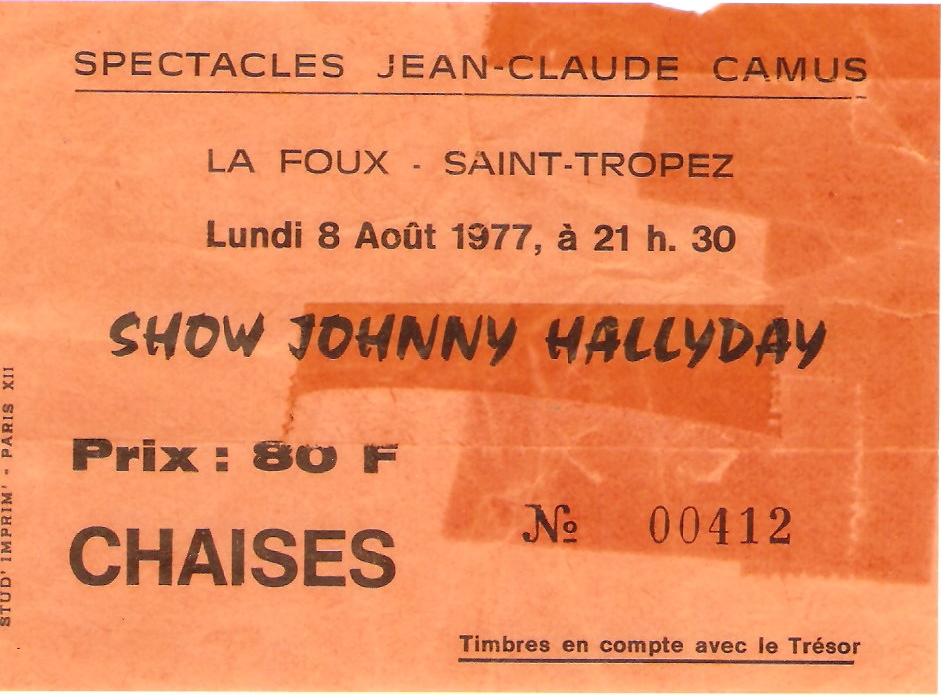 SPECTACLES JEAN-CLAUDE CAMUS
LA FOUX - SAINT-TROPEZ
Lundi 8 Août 1977, à 21 h. 30
SHOW JOHNNY HALLYDAY
Prix : 80 F
CHAISES
№ 00412
Timbres en compte avec le Trésor
STUD' IMPRIM' - PARIS XII